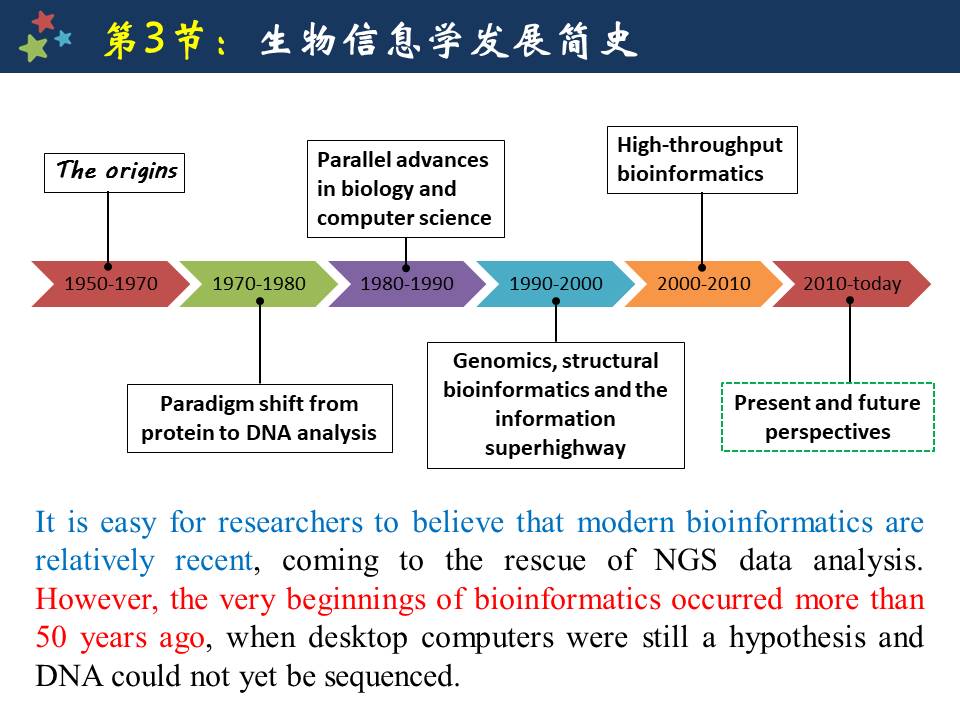 第3节：生物信息学发展简史
The origins
Parallel advances
in biology and
computer science
High-throughput
bioinformatics
1950-1970
1970-1980
1980-1990
1990-2000
2000-2010
2010-today
Paradigm shift from
protein to DNA analysis
Genomics, structural
bioinformatics and the
information
superhighway
Present and future
perspectives
It is easy for researchers to believe that modern bioinformatics are
relatively recent, coming to the rescue of NGS data analysis.
However, the very beginnings of bioinformatics occurred more than
50 years ago, when desktop computers were still a hypothesis and
DNA could not yet be sequenced.